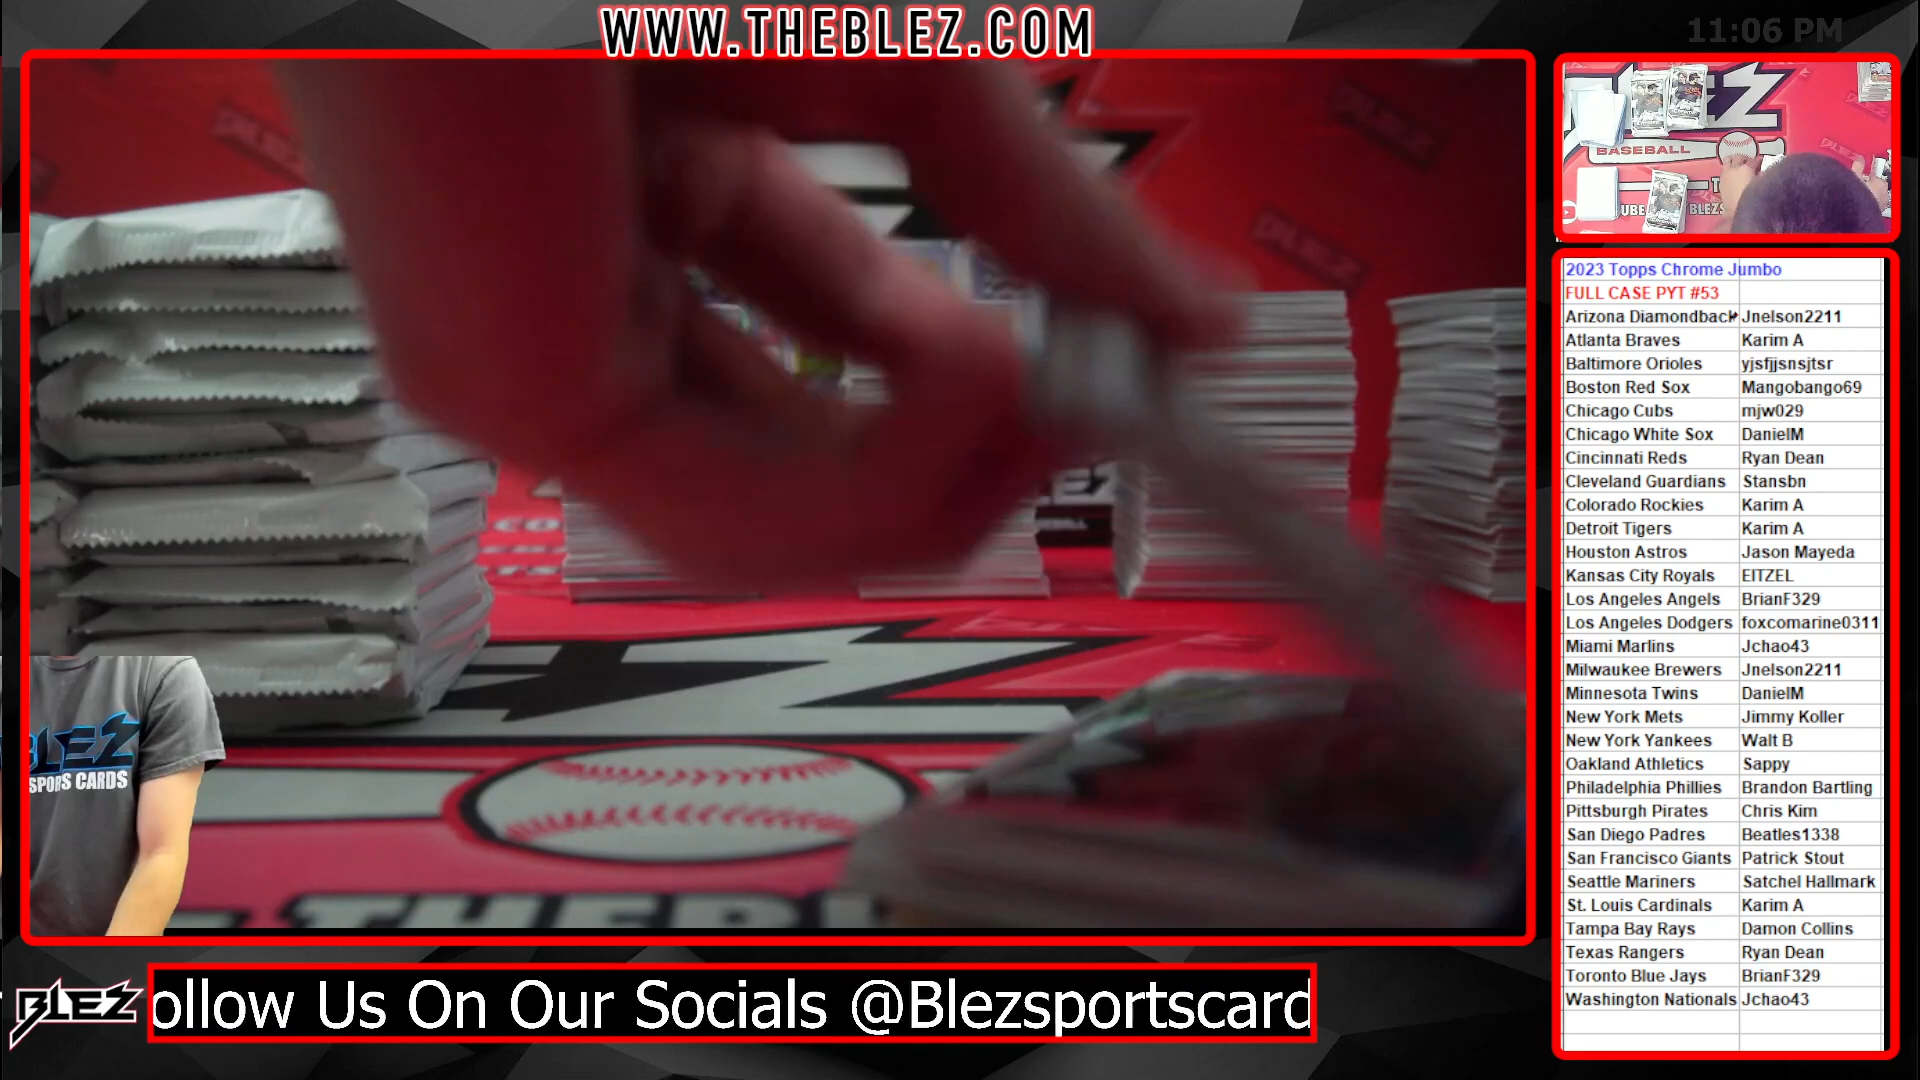 WWW.THEBLEZ.COM
11:06 PM
BLEZ
BLEZ
BLEZ
BASEBALL
UBE
BLEZS
2023 Topps Chrome Jumbo
FULL CASE PYT #53
Arizona Diamondback Jnelson2211
Atlanta Braves Karim A
Baltimore Orioles yjsfjjsnsjtsr
Boston Red Sox Mangobango69
Chicago Cubs mjw029
Chicago White Sox DanielM
Cincinnati Reds Ryan Dean
Cleveland Guardians Stansbn
Colorado Rockies Karim A
Detroit Tigers Karim A
Houston Astros Jason Mayeda
Kansas City Royals EITZEL
Los Angeles Angels BrianF329
Los Angeles Dodgers foxcomarine0311
Miami Marlins Jchao43
Milwaukee Brewers Jnelson2211
Minnesota Twins DanielM
New York Mets Jimmy Koller
New York Yankees Walt B
Oakland Athletics Sappy
Philadelphia Phillies Brandon Bartling
Pittsburgh Pirates Chris Kim
San Diego Padres Beatles1338
San Francisco Giants Patrick Stout
Seattle Mariners Satchel Hallmark
St. Louis Cardinals Karim A
Tampa Bay Rays Damon Collins
Texas Rangers Ryan Dean
Toronto Blue Jays BrianF329
Washington Nationals Jchao43
BLEZ
SPORTS CARDS
THEBL
BLEZ
ollow Us On Our Socials @Blezsportscard